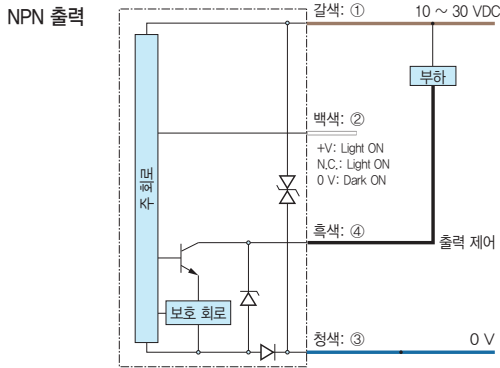 NPN 출력
갈색: ①
10 ~ 30 VDC
부하
백색: ②
+V: Light ON
N.C.: Light ON
0 V: Dark ON
주 회로
흑색: ④
출력 제어
보호 회로
청색: ③
0 V